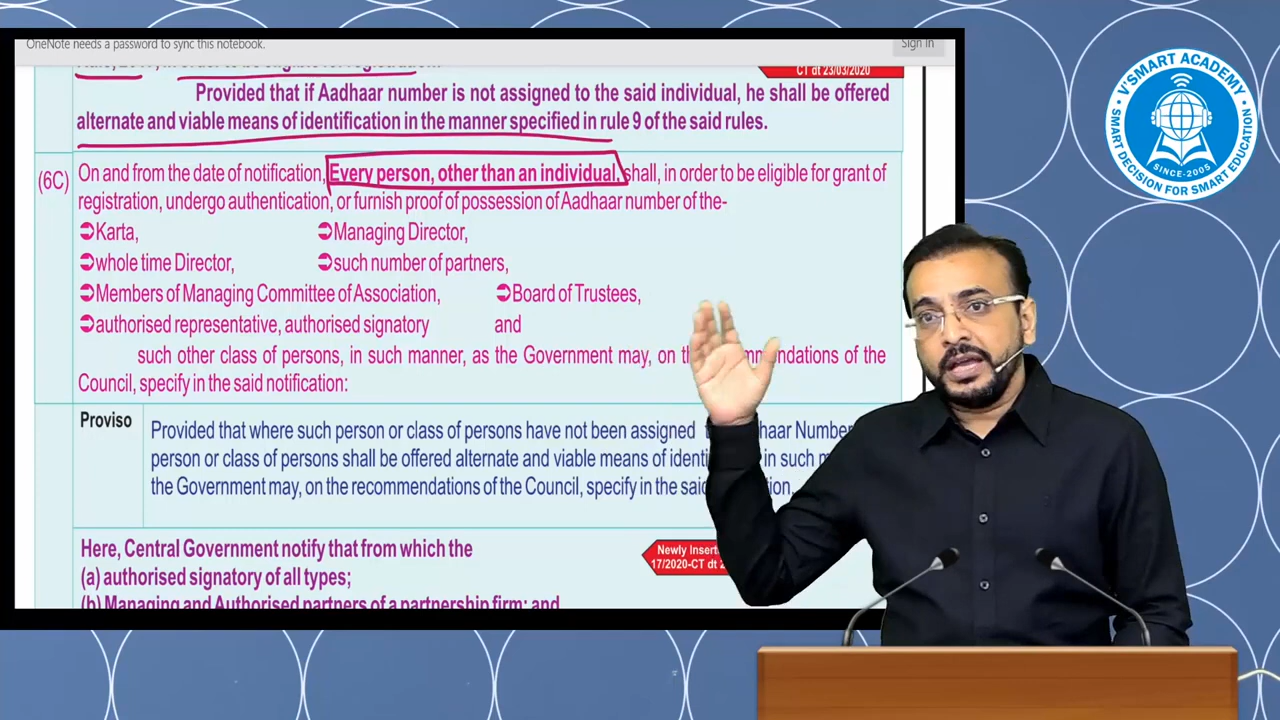 OneNote needs a password to sync this notebook.
Sign in
CT dt 23/03/2020
Provided that if Aadhaar number is not assigned to the said individual, he shall be offered
alternate and viable means of identification in the manner specified in rule 9 of the said rules.
(6C) On and from the date of notification, Every person, other than an individual, shall, in order to be eligible for grant of
registration, undergo authentication, or furnish proof of possession of Aadhaar number of the-
➲Karta, ➲Managing Director,
➲whole time Director, ➲such number of partners,
➲Members of Managing Committee of Association, ➲Board of Trustees,
➲authorised representative, authorised signatory and
such other class of persons, in such manner, as the Government may, on of the
Council, specify in the said notification:
Proviso
Provided that where such person or class of persons have not been assigned Number
person or class of persons shall be offered alternate and viable means of in such
the Government may, on the recommendations of the Council, specify in the
Here, Central Government notify that from which the
(a) authorised signatory of all types;
(b) Managing and Authorised partners of a partnership firm; and
Newly
17/2020-CT dt
V'SMART ACADEMY
SMART DECISION FOR SMART EDUCATION
SINCE-2005